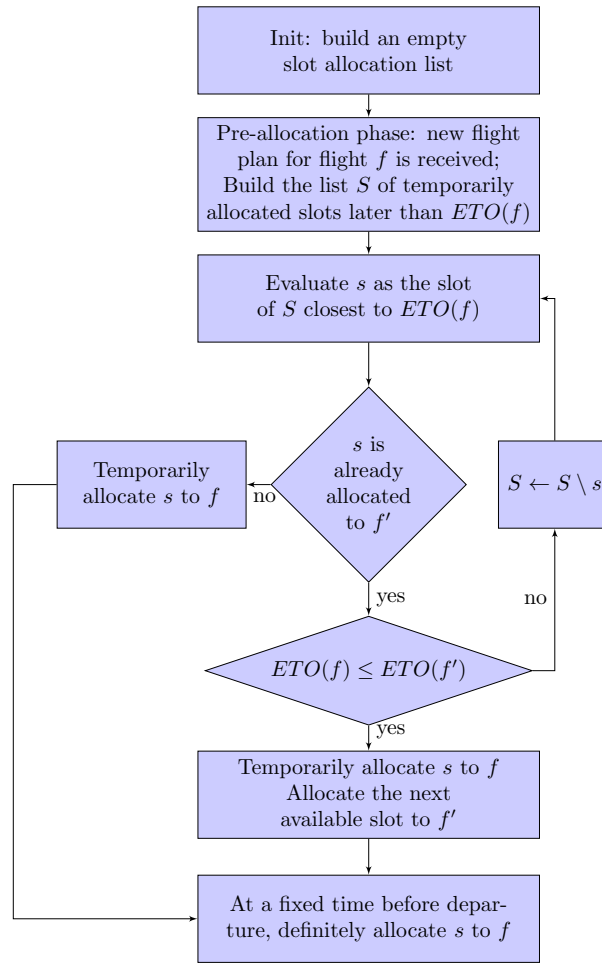 Init: build an empty
slot allocation list
Pre-allocation phase: new flight
plan for flight f is received;
Build the list S of temporarily
allocated slots later than ETO(f)
Evaluate s as the slot
of S closest to ETO(f)
s is
already
allocated
to f′
no
Temporarily
allocate s to f
S ← S \ s
yes
no
ETO(f) ≤ ETO(f′)
yes
Temporarily allocate s to f
Allocate the next
available slot to f′
At a fixed time before depar-
ture, definitely allocate s to f